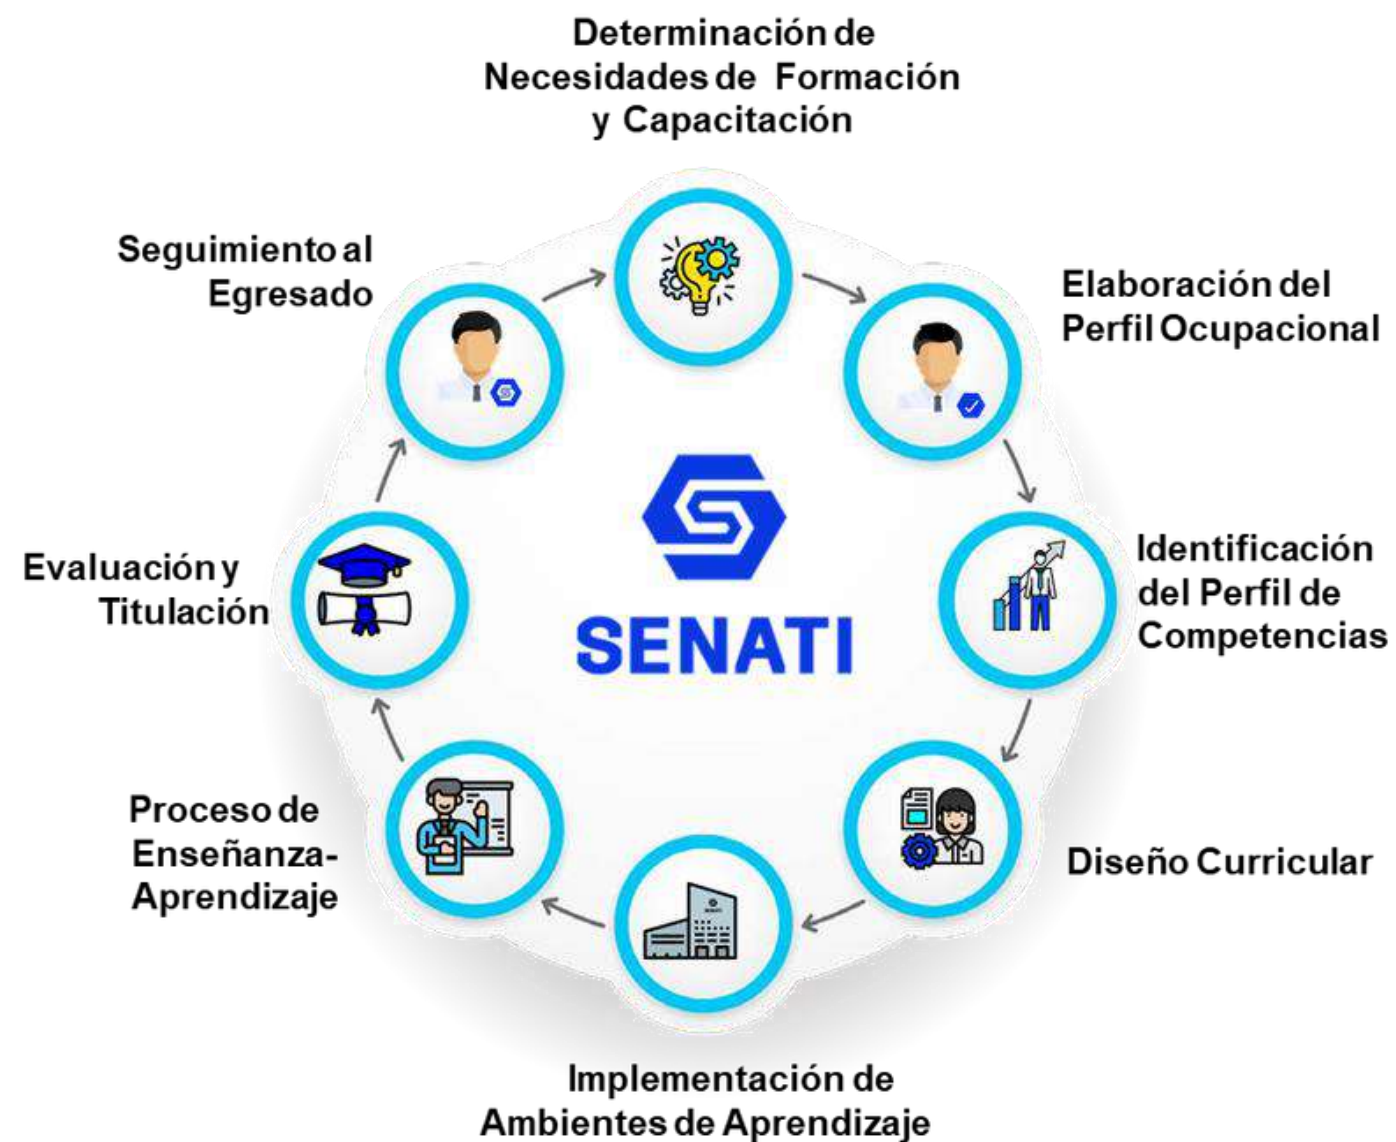 Determinación de
Necesidades de Formación
y Capacitación
Elaboración del
Perfil Ocupacional
Identificación
del Perfil de
Competencias
Diseño Curricular
Implementación de
Ambientes de Aprendizaje
Proceso de
Enseñanza-
Aprendizaje
Evaluación y
Titulación
Seguimiento al
Egresado
SENATI
SENATI